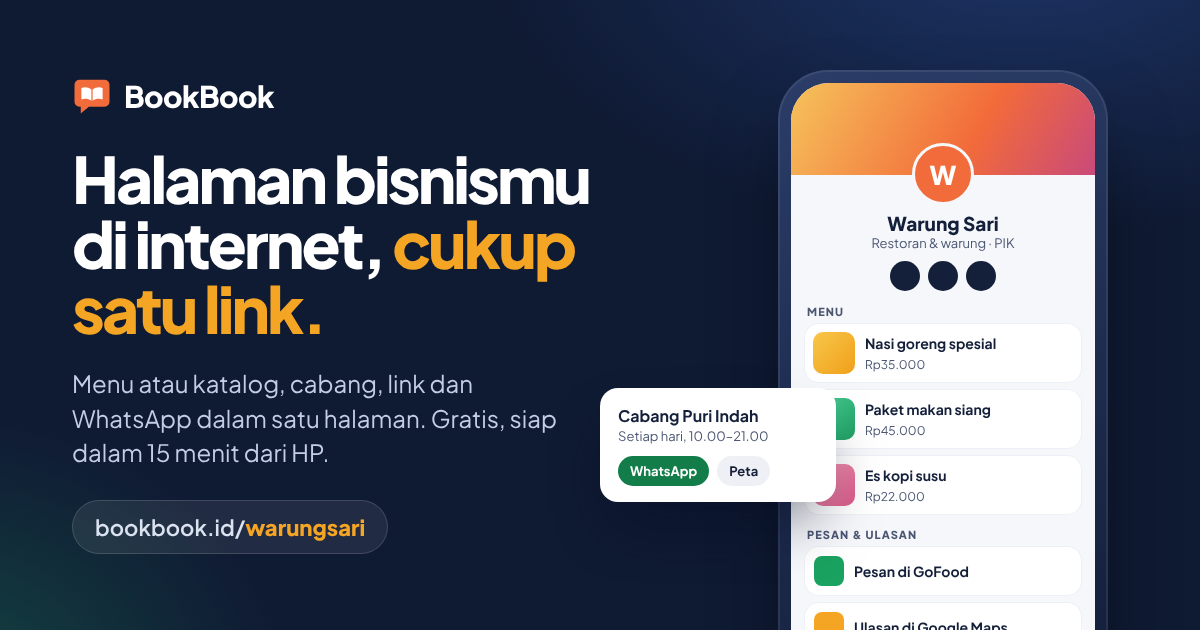 BookBook
Halaman bisnismu
di internet, cukup
satu link.
Menu atau katalog, cabang, link dan
WhatsApp dalam satu halaman. Gratis, siap
dalam 15 menit dari HP.
bookbook.id/warungsari
W
Warung Sari
Restoran & warung · PIK
MENU
Nasi goreng spesial
Rp35.000
Paket makan siang
Rp45.000
Es kopi susu
Rp22.000
Cabang Puri Indah
Setiap hari, 10.00–21.00
WhatsApp Peta
PESAN & ULASAN
Pesan di GoFood
Ulasan di Google Maps